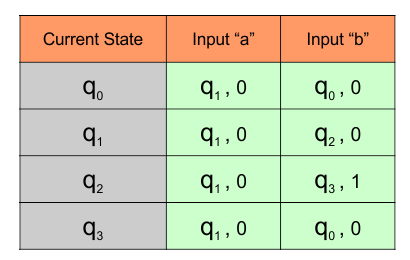 Current State Input “a” Input “b”
q₀ q₁ , 0 q₀ , 0
q₁ q₁ , 0 q₂ , 0
q₂ q₁ , 0 q₃ , 1
q₃ q₁ , 0 q₀ , 0